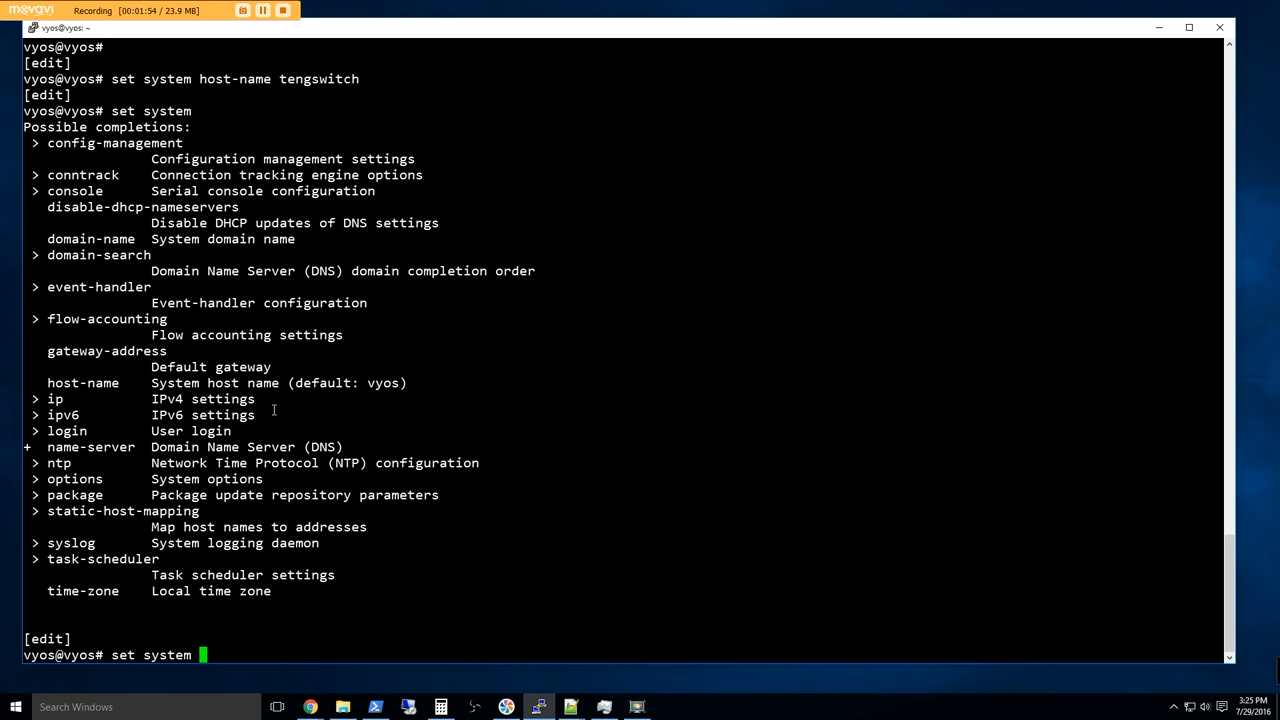 movavi Recording [00:01:54 / 23.9 MB]
vyos@vyos: ~
vyos@vyos#
[edit]
vyos@vyos# set system host-name tengswitch
[edit]
vyos@vyos# set system
Possible completions:
> config-management
Configuration management settings
> conntrack Connection tracking engine options
> console Serial console configuration
disable-dhcp-nameservers
Disable DHCP updates of DNS settings
domain-name System domain name
> domain-search
Domain Name Server (DNS) domain completion order
> event-handler
Event-handler configuration
> flow-accounting
Flow accounting settings
gateway-address
Default gateway
host-name System host name (default: vyos)
> ip IPv4 settings
> ipv6 IPv6 settings
> login User login
+ name-server Domain Name Server (DNS)
> ntp Network Time Protocol (NTP) configuration
> options System options
> package Package update repository parameters
> static-host-mapping
Map host names to addresses
> syslog System logging daemon
> task-scheduler
Task scheduler settings
time-zone Local time zone
[edit]
vyos@vyos# set system
Search Windows
3:25 PM
7/29/2016